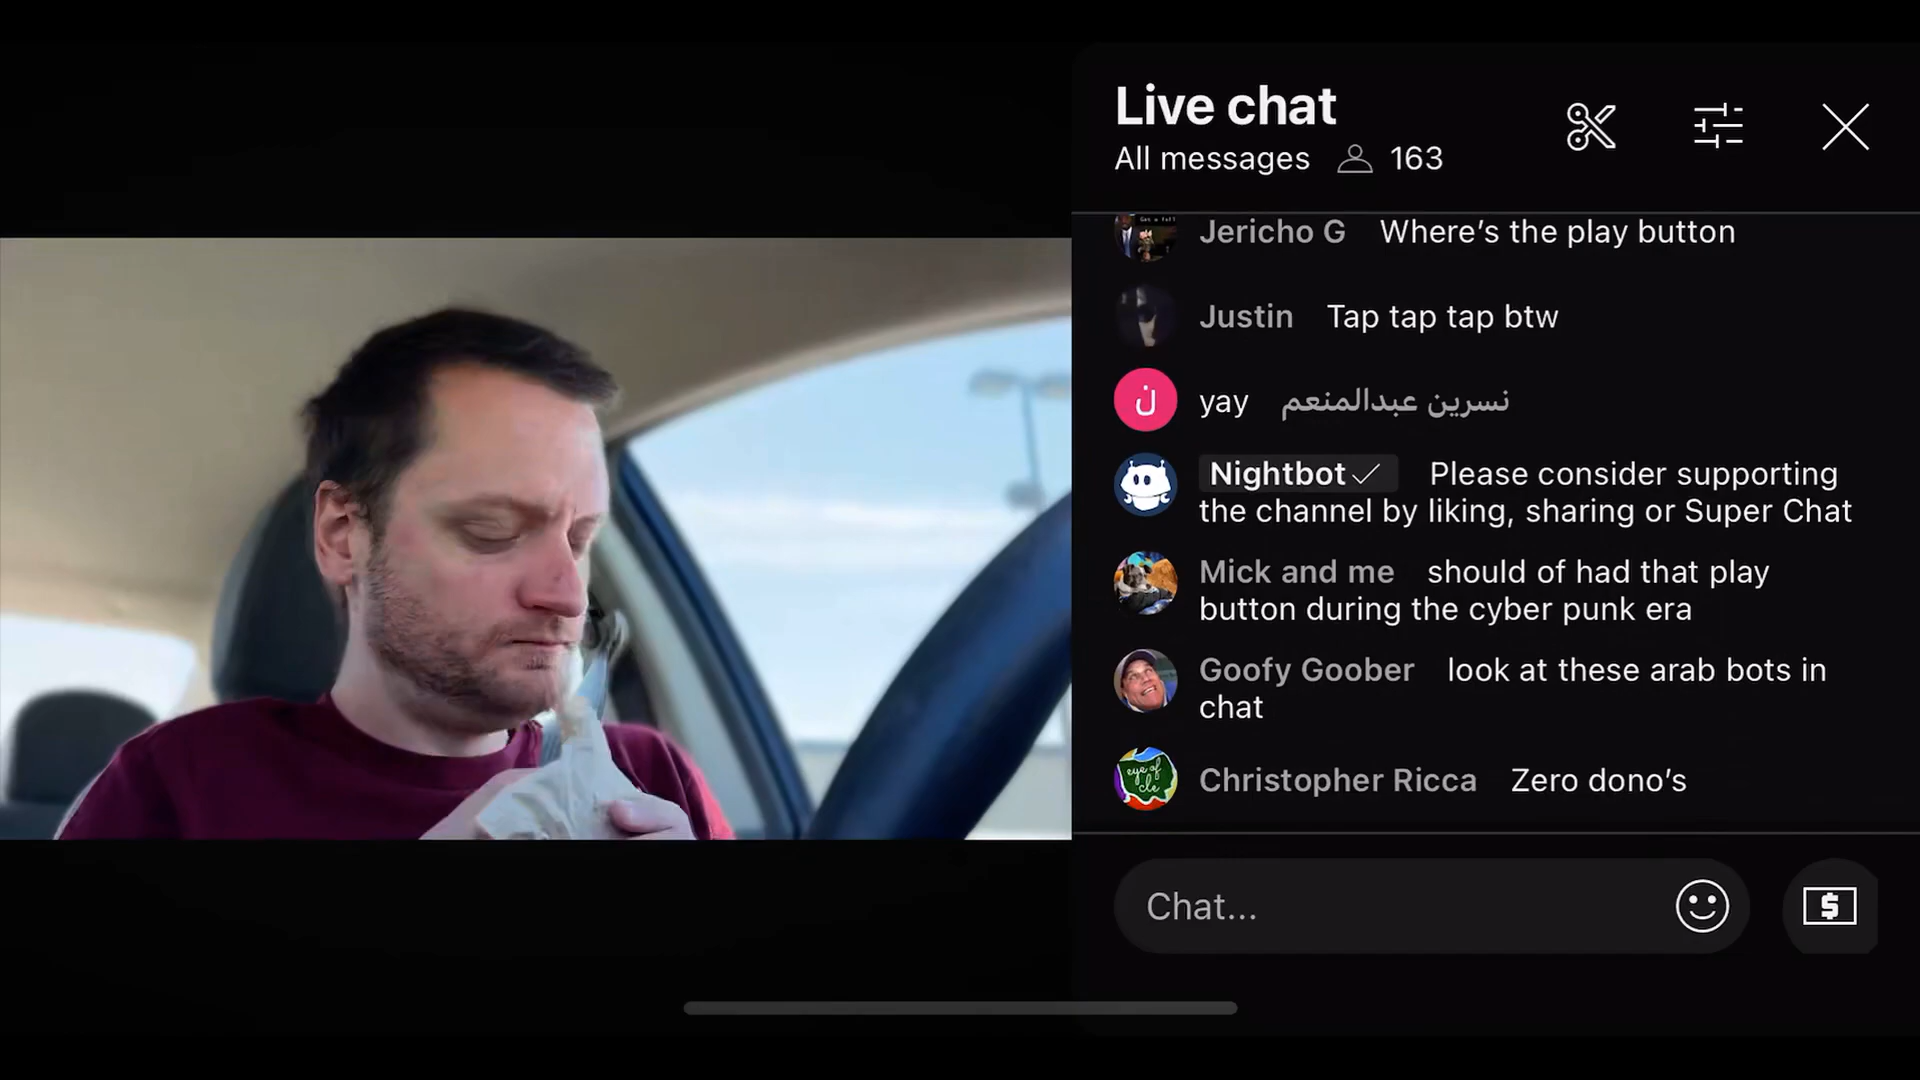 Live chat
All messages 163
Jericho G Where’s the play button
Justin Tap tap tap btw
ن yay نسرين عبدالمنعم
Nightbot Please consider supporting
the channel by liking, sharing or Super Chat
Mick and me should of had that play
button during the cyber punk era
Goofy Goober look at these arab bots in
chat
eye of
cle
Christopher Ricca Zero dono’s
Chat...
$